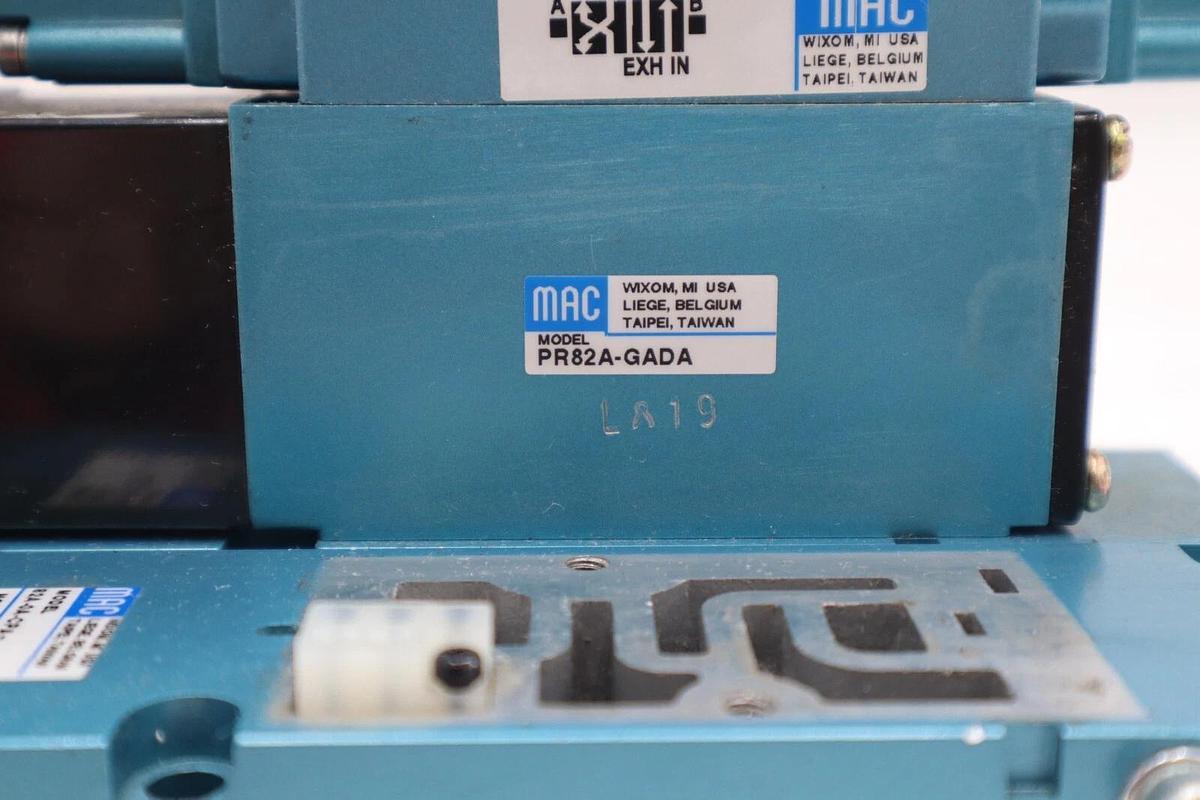 A B
EXH IN
MAC
WIXOM, MI USA
LIEGE, BELGIUM
TAIPEI, TAIWAN
MAC
WIXOM, MI USA
LIEGE, BELGIUM
TAIPEI, TAIWAN
MODEL
PR82A-GADA
L819
MAC
MODEL